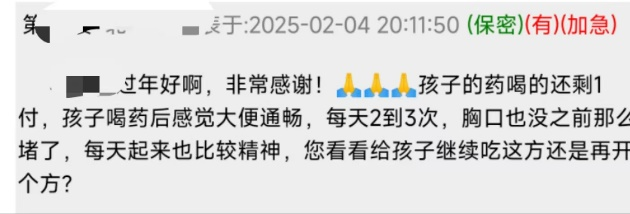 第 表于:2025-02-04 20:11:50 (保密)(有)(加急)
过年好啊，非常感谢！🙏🙏🙏孩子的药喝的还剩1
付，孩子喝药后感觉大便通畅，每天2到3次，胸口也没之前那么
堵了，每天起来也比较精神，您看看给孩子继续吃这方还是再开
个方？